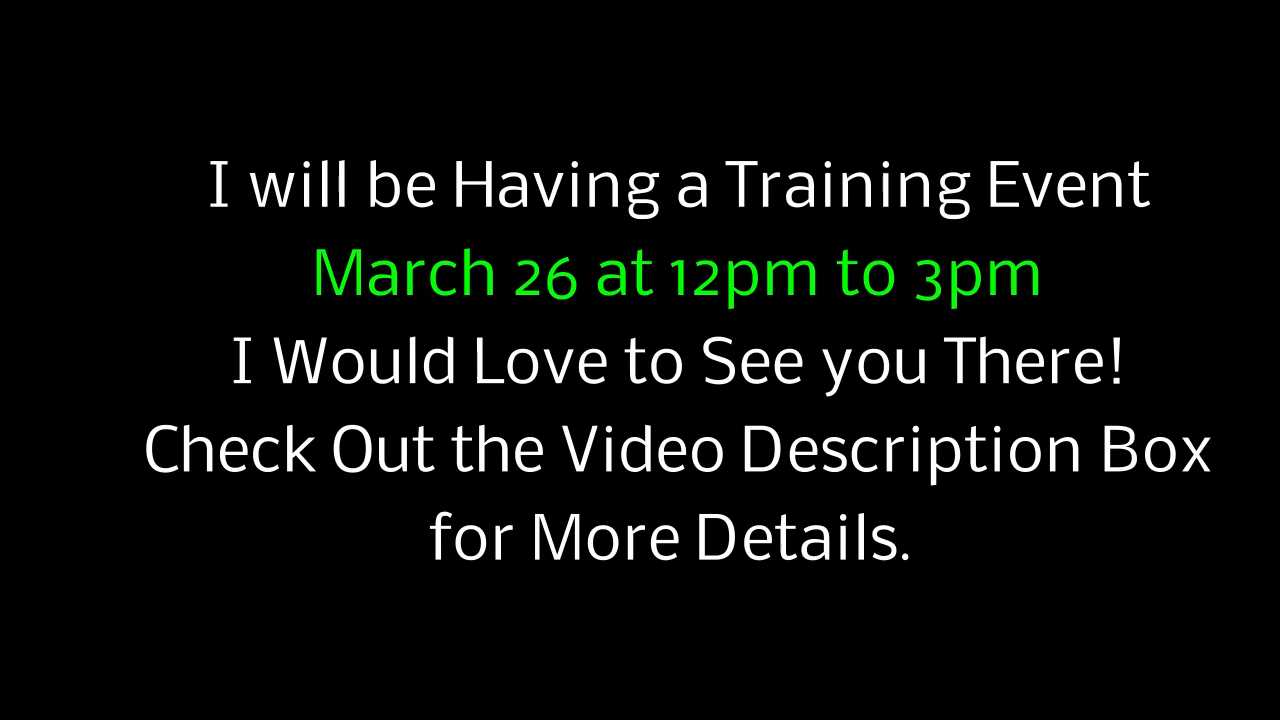 I will be Having a Training Event
March 26 at 12pm to 3pm
I Would Love to See you There!
Check Out the Video Description Box
for More Details.